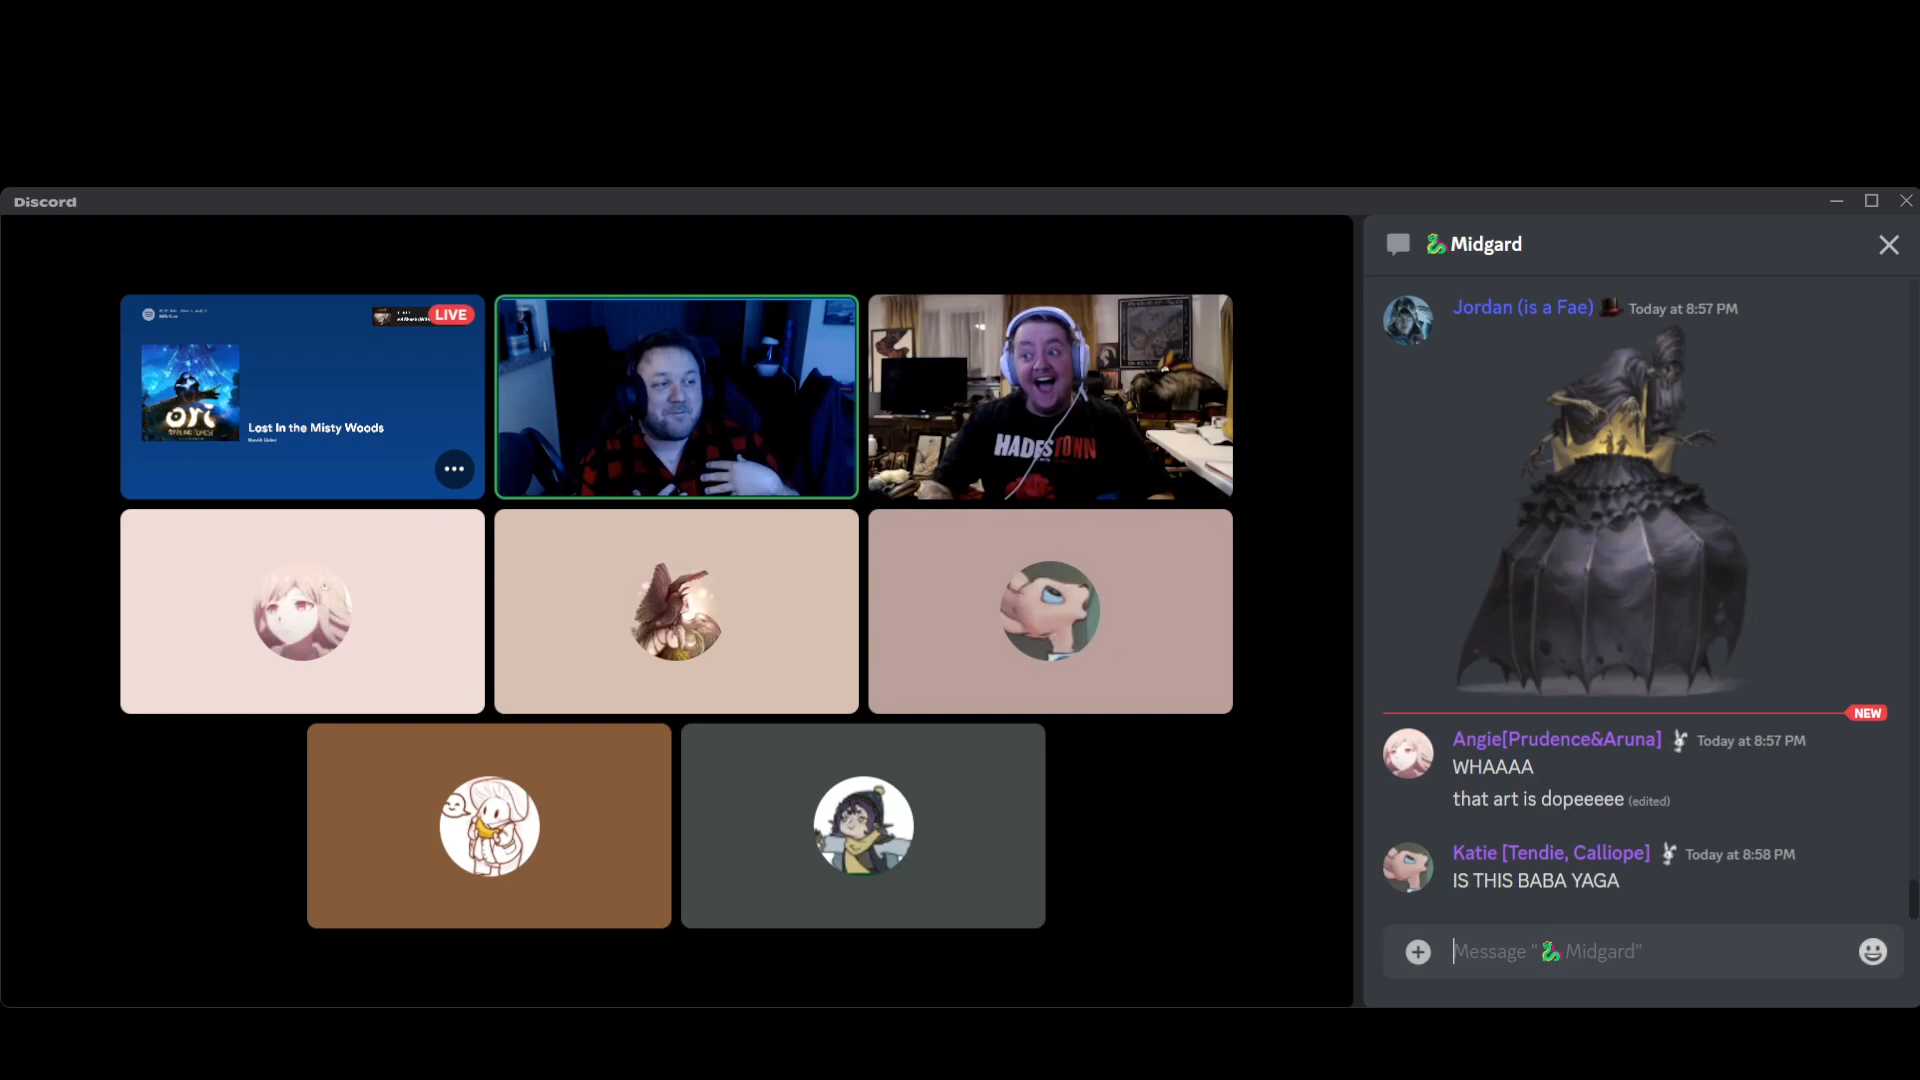 Discord
Midgard
LIVE
ori
Lost In the Misty Woods
HADESTOWN
Jordan (is a Fae) Today at 8:57 PM
NEW
Angie[Prudence&Aruna] Today at 8:57 PM
WHAAAA
that art is dopeeeee (edited)
Katie [Tendie, Calliope] Today at 8:58 PM
IS THIS BABA YAGA
Message " Midgard"